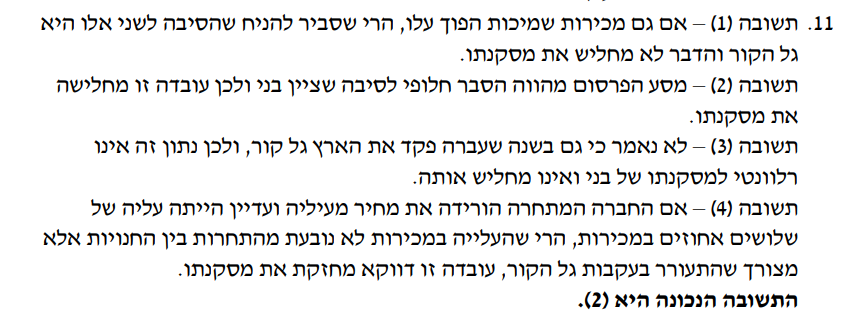 11. תשובה (1) – אם גם מכירות שמיכות הפוך עלו, הרי שסביר להניח שהסיבה לשני אלו היא
גל הקור והדבר לא מחליש את מסקנתו.
תשובה (2) – מסע הפרסום מהווה הסבר חלופי לסיבה שציין בני ולכן עובדה זו מחלישה
את מסקנתו.
תשובה (3) – לא נאמר כי גם בשנה שעברה פקד את הארץ גל קור, ולכן נתון זה אינו
רלוונטי למסקנתו של בני ואינו מחליש אותה.
תשובה (4) – אם החברה המתחרה הורידה את מחיר מעיליה ועדיין הייתה עליה של
שלושים אחוזים במכירות, הרי שהעלייה במכירות לא נובעת מהתחרות בין החנויות אלא
מצורך שהתעורר בעקבות גל הקור, עובדה זו דווקא מחזקת את מסקנתו.
התשובה הנכונה היא (2).